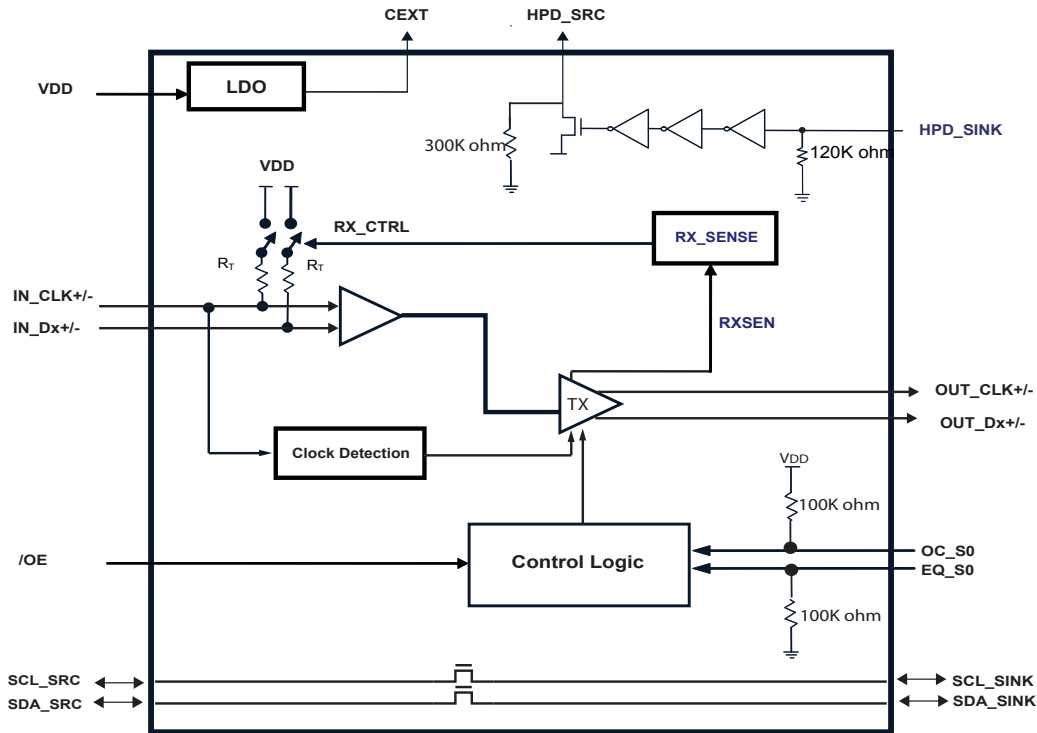 CEXT
HPD_SRC
VDD
LDO
300K ohm
HPD_SINK
120K ohm
VDD
RX_CTRL
RX_SENSE
RT
RT
IN_CLK+/-
IN_Dx+/-
RXSEN
TX
OUT_CLK+/-
OUT_Dx+/-
Clock Detection
VDD
100K ohm
/OE
Control Logic
OC_S0
EQ_S0
100K ohm
SCL_SRC
SCL_SINK
SDA_SRC
SDA_SINK